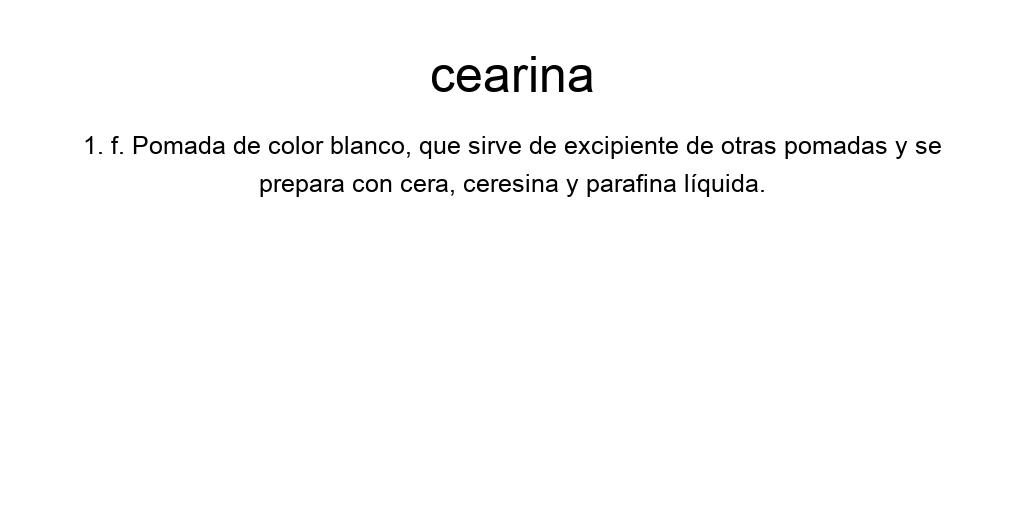 cearina
1. f. Pomada de color blanco, que sirve de excipiente de otras pomadas y se
prepara con cera, ceresina y parafina líquida.